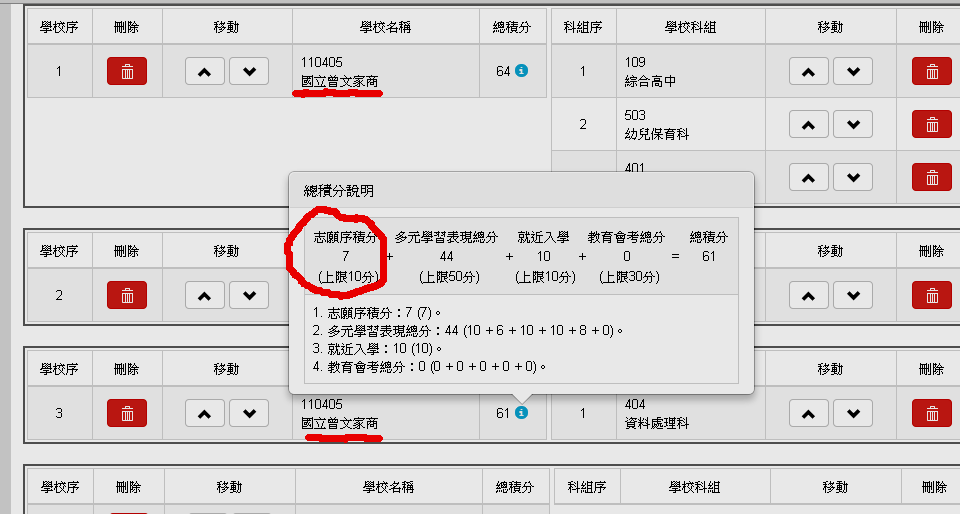 學校序 刪除 移動 學校名稱 總積分 科組序 學校科組 移動 刪除
1 110405 國立曾文家商 64 1 109 綜合高中
2 503 幼兒保育科
401
總積分說明
志願序積分 多元學習表現總分 就近入學 教育會考總分 總積分
7 + 44 + 10 + 0 = 61
(上限10分) (上限50分) (上限10分) (上限30分)
1. 志願序積分：7 (7)。
2. 多元學習表現總分：44 (10 + 6 + 10 + 10 + 8 + 0)。
3. 就近入學：10 (10)。
4. 教育會考總分：0 (0 + 0 + 0 + 0 + 0)。
學校序 刪除 移動 移動 刪除
2
學校序 刪除 移動 移動 刪除
3 110405 國立曾文家商 61 1 404 資料處理科
學校序 刪除 移動 學校名稱 總積分 科組序 學校科組 移動 刪除